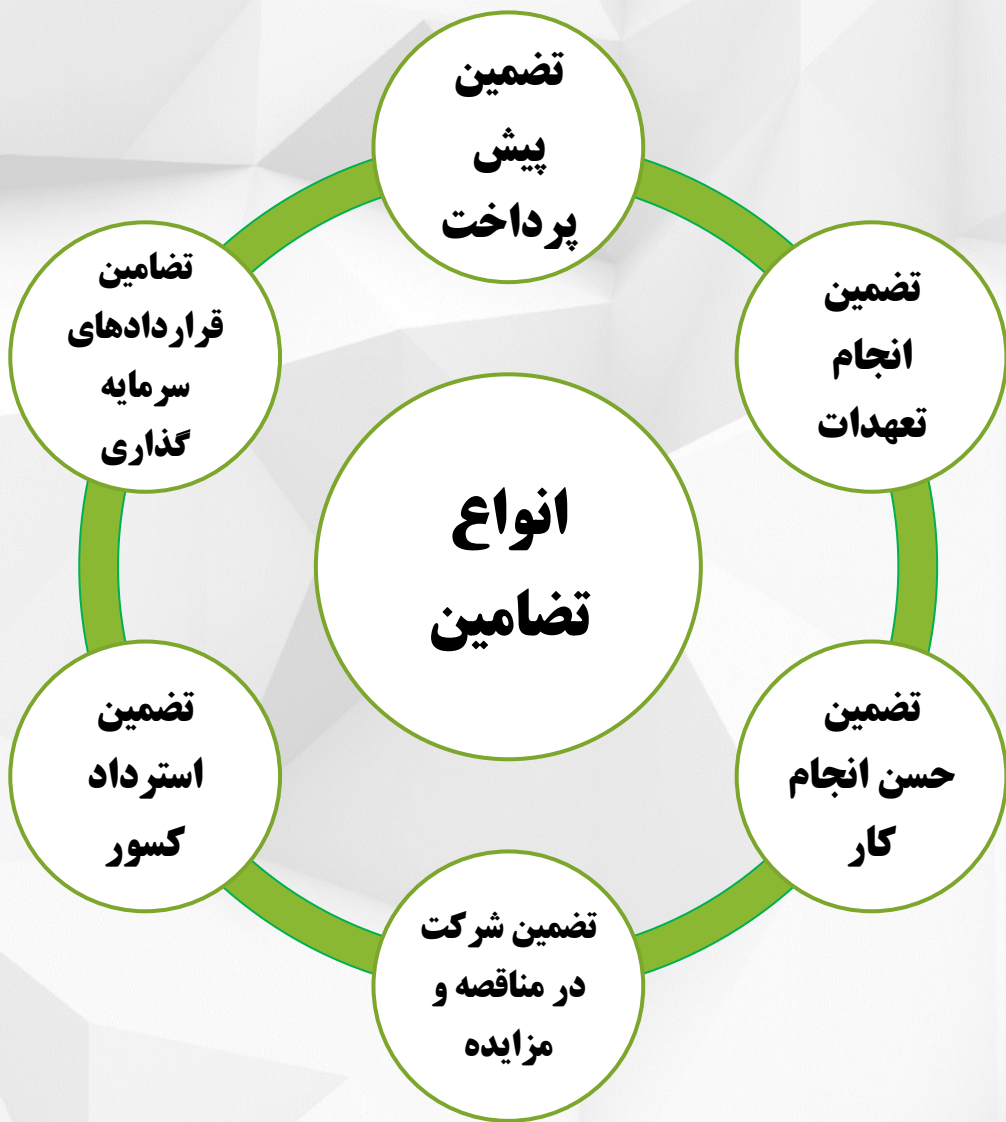 تضمین
پیش
پرداخت
تضمین
انجام
تعهدات
تضمین
حسن انجام
کار
تضمین شرکت
در مناقصه و
مزایده
تضمین
استرداد
کسور
تضامین
قراردادهای
سرمایه
گذاری
انواع
تضامین